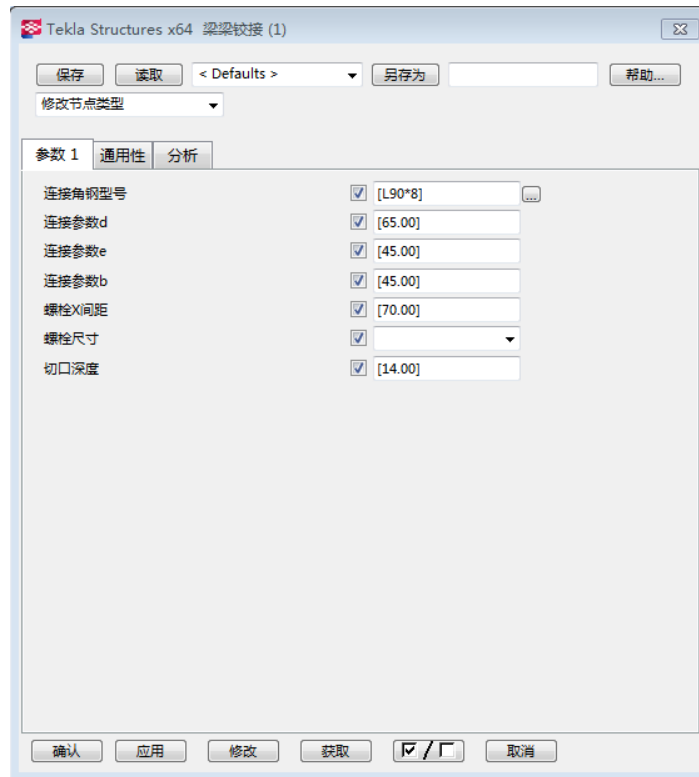 Tekla Structures x64 梁梁铰接 (1)
保存 读取 < Defaults > 另存为 帮助...
修改节点类型
参数 1 通用性 分析
连接角钢型号 [L90*8] ...
连接参数d [65.00]
连接参数e [45.00]
连接参数b [45.00]
螺栓X间距 [70.00]
螺栓尺寸
切口深度 [14.00]
确认 应用 修改 获取 / 取消